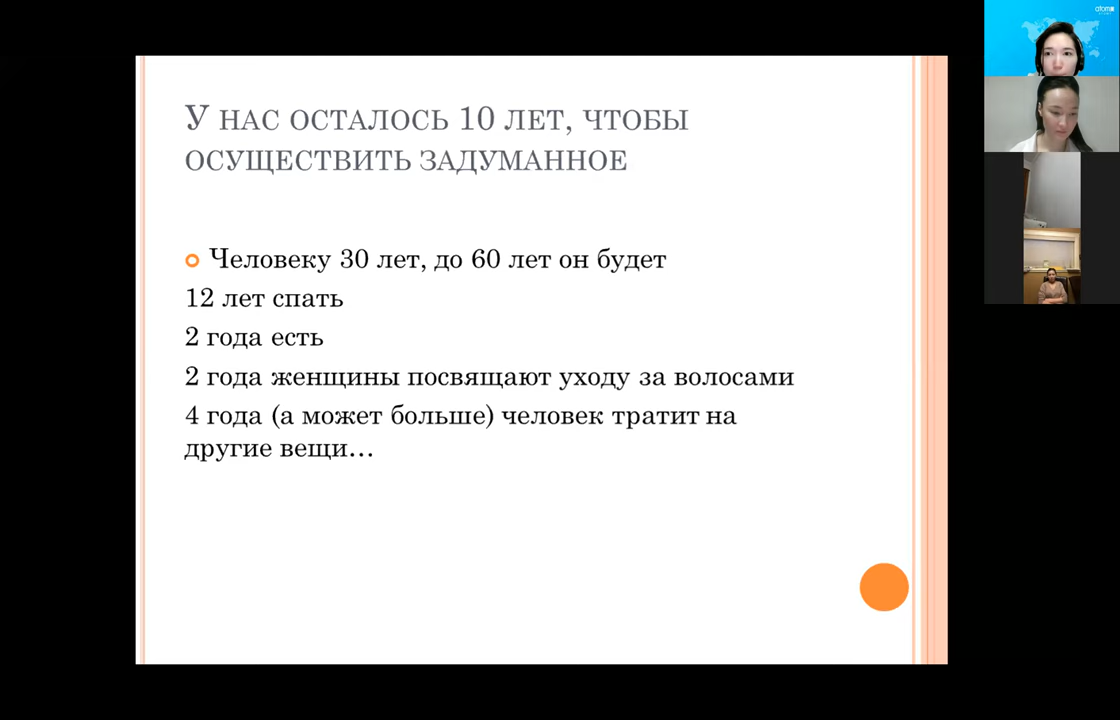 У НАС ОСТАЛОСЬ 10 ЛЕТ, ЧТОБЫ
ОСУЩЕСТВИТЬ ЗАДУМАННОЕ
Человеку 30 лет, до 60 лет он будет
12 лет спать
2 года есть
2 года женщины посвящают уходу за волосами
4 года (а может больше) человек тратит на
другие вещи…